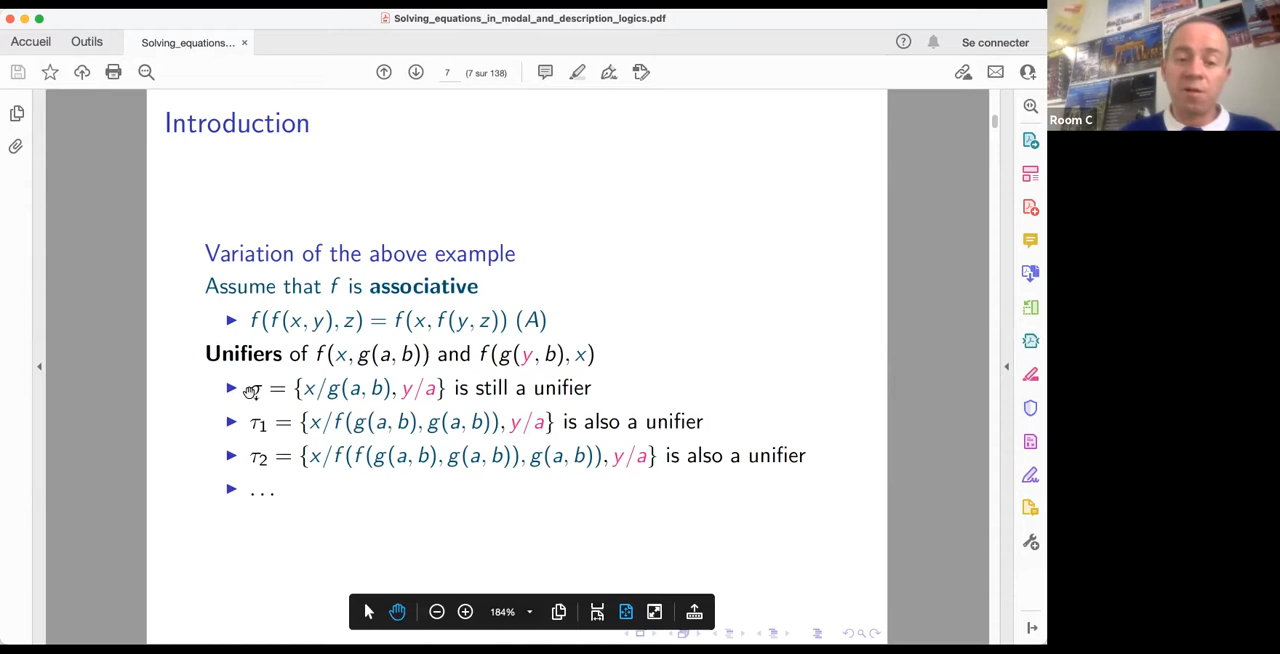 Solving_equations_in_modal_and_description_logics.pdf
Accueil Outils Solving_equations... × Se connecter
7 (7 sur 138)
Room C
Introduction
Variation of the above example
Assume that f is associative
▶ f(f(x, y), z) = f(x, f(y, z)) (A)
Unifiers of f(x, g(a, b)) and f(g(y, b), x)
▶ = {x/g(a, b), y/a} is still a unifier
▶ τ₁ = {x/f(g(a, b), g(a, b)), y/a} is also a unifier
▶ τ₂ = {x/f(f(g(a, b), g(a, b)), g(a, b)), y/a} is also a unifier
▶ ...
184%